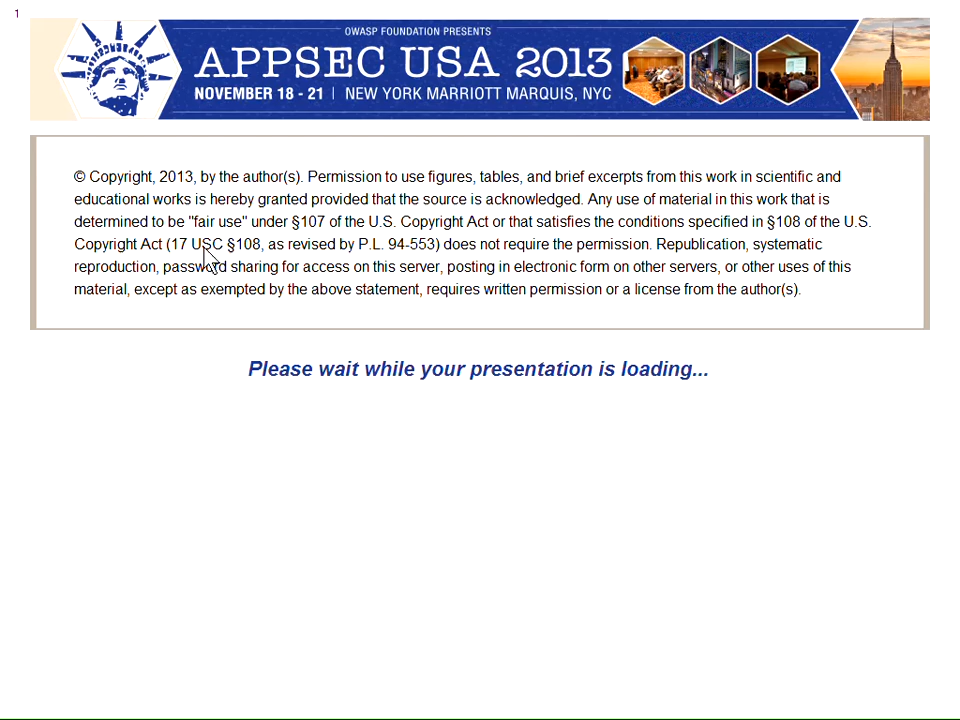 1
OWASP FOUNDATION PRESENTS
APPSEC USA 2013
NOVEMBER 18 - 21 | NEW YORK MARRIOTT MARQUIS, NYC
© Copyright, 2013, by the author(s). Permission to use figures, tables, and brief excerpts from this work in scientific and
educational works is hereby granted provided that the source is acknowledged. Any use of material in this work that is
determined to be "fair use" under §107 of the U.S. Copyright Act or that satisfies the conditions specified in §108 of the U.S.
Copyright Act (17 USC §108, as revised by P.L. 94-553) does not require the permission. Republication, systematic
reproduction, password sharing for access on this server, posting in electronic form on other servers, or other uses of this
material, except as exempted by the above statement, requires written permission or a license from the author(s).
Please wait while your presentation is loading...